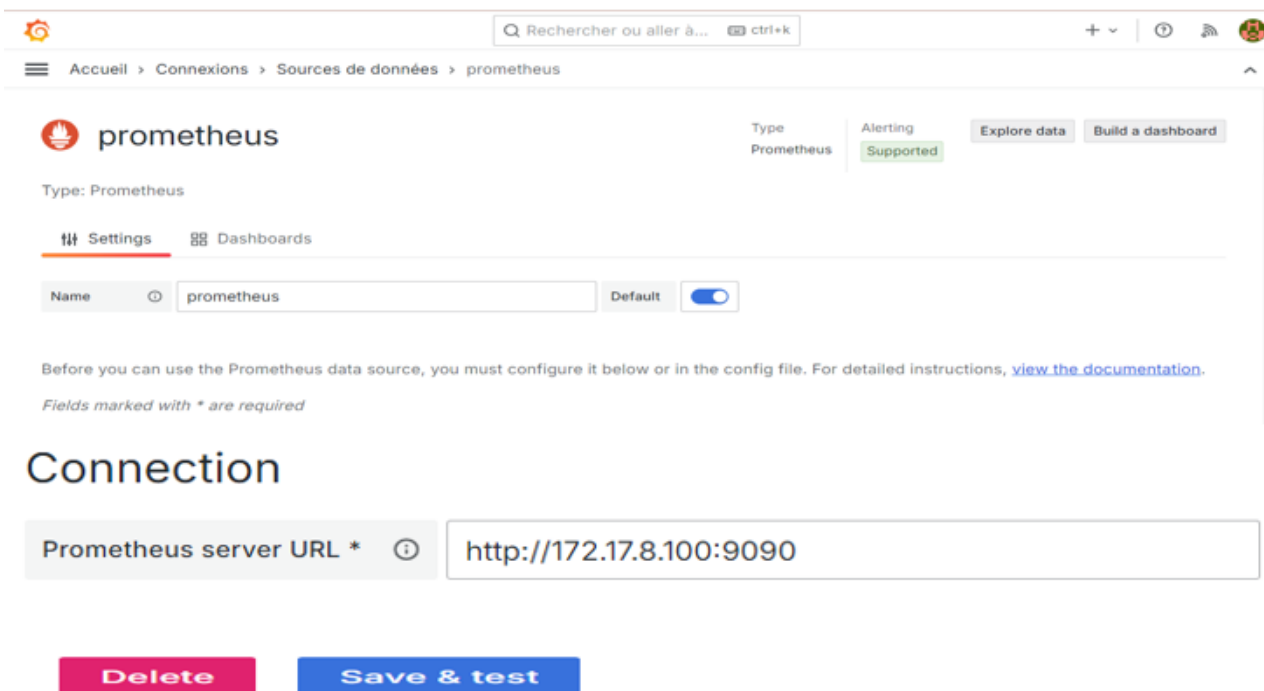 Rechercher ou aller à... ctrl+k
Accueil > Connexions > Sources de données > prometheus
prometheus
Type
Prometheus
Alerting
Supported
Explore data
Build a dashboard
Type: Prometheus
Settings
Dashboards
Name
prometheus
Default
Before you can use the Prometheus data source, you must configure it below or in the config file. For detailed instructions, view the documentation.
Fields marked with * are required
Connection
Prometheus server URL *
http://172.17.8.100:9090
Delete
Save & test